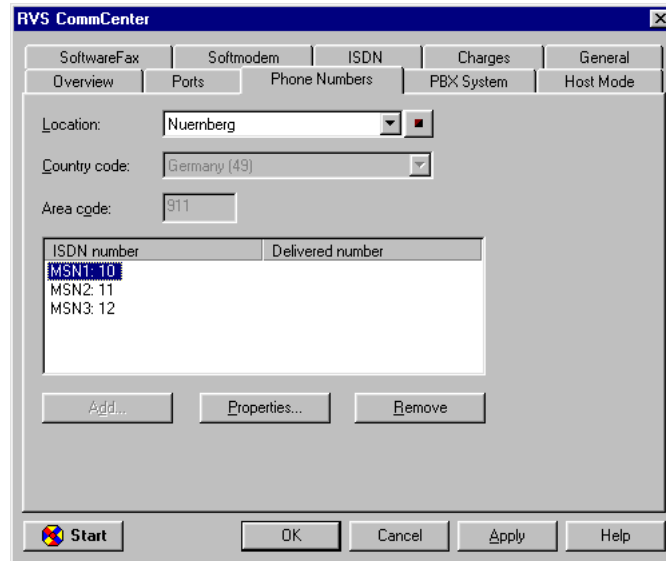 RVS CommCenter
SoftwareFax Softmodem ISDN Charges General
Overview Ports Phone Numbers PBX System Host Mode
Location: Nuernberg
Country code: Germany (49)
Area code: 911
ISDN number Delivered number
MSN1: 10
MSN2: 11
MSN3: 12
Add... Properties... Remove
Start OK Cancel Apply Help